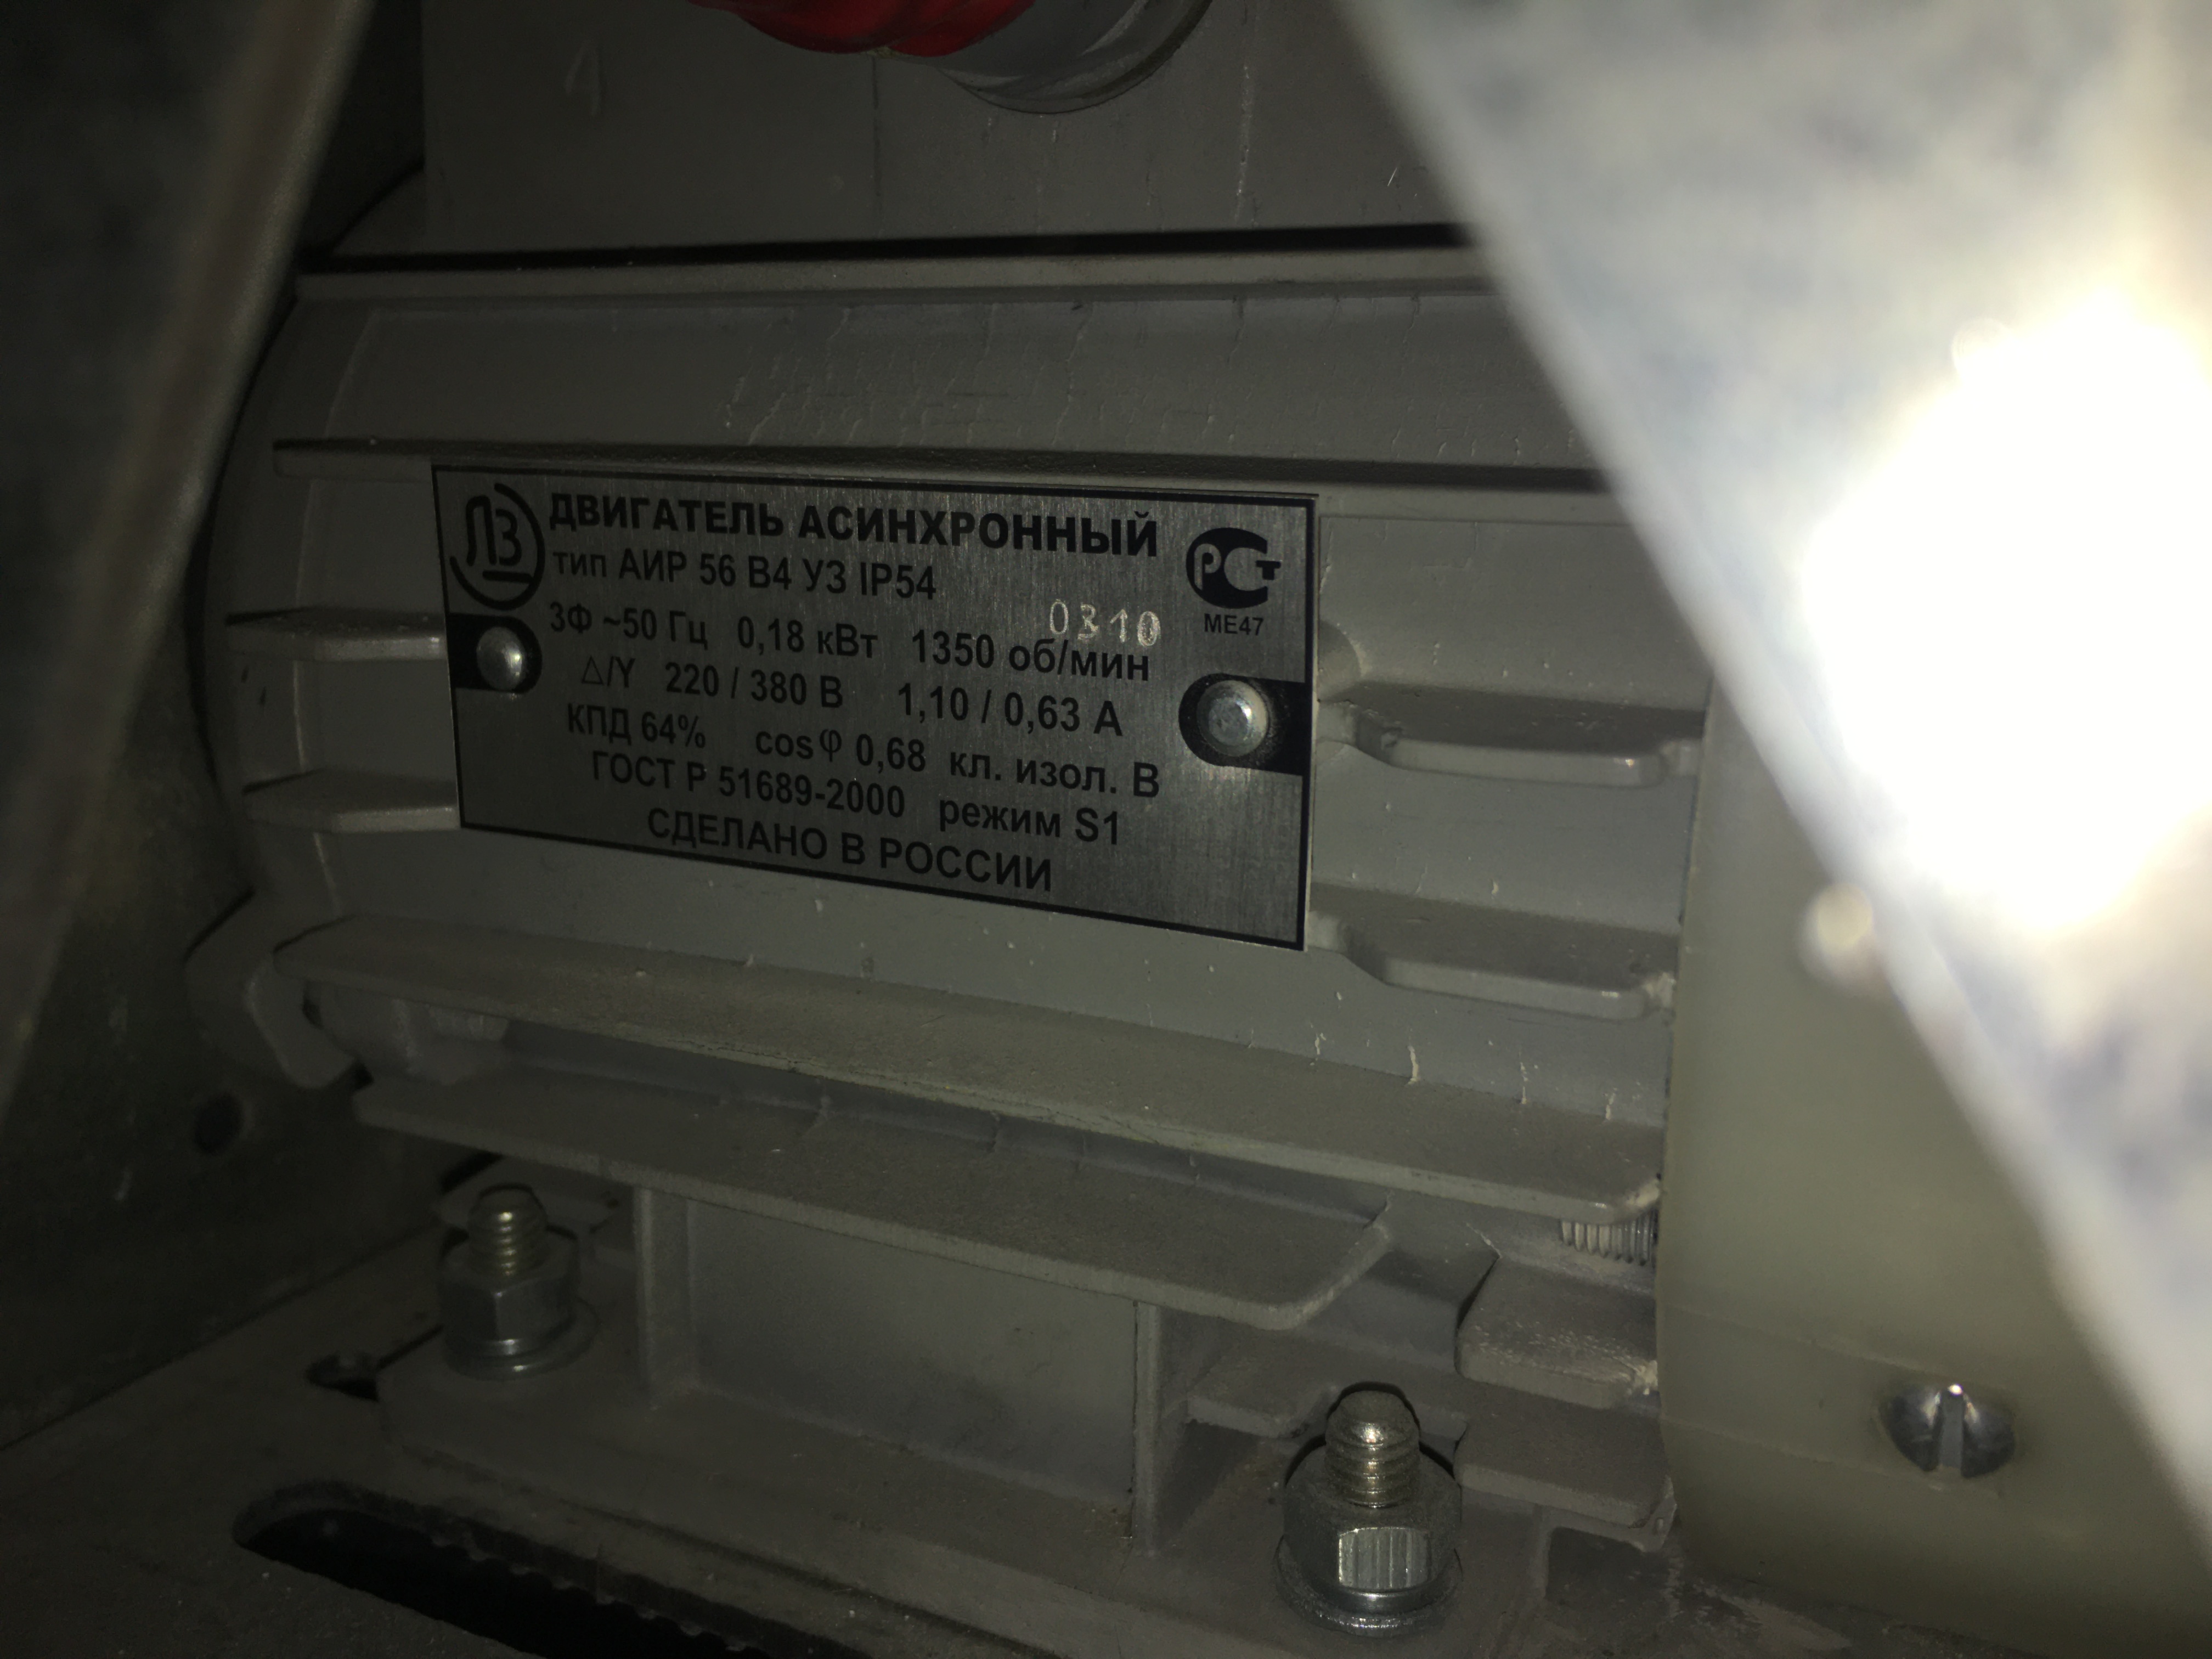 ЛЗ
ДВИГАТЕЛЬ АСИНХРОННЫЙ
тип АИР 56 В4 У3 IP54
РСТ
МЕ47
0310
3Ф ~50 Гц 0,18 кВт 1350 об/мин
△/Y 220 / 380 В 1,10 / 0,63 А
КПД 64% cos φ 0,68 кл. изол. В
ГОСТ Р 51689-2000 режим S1
СДЕЛАНО В РОССИИ